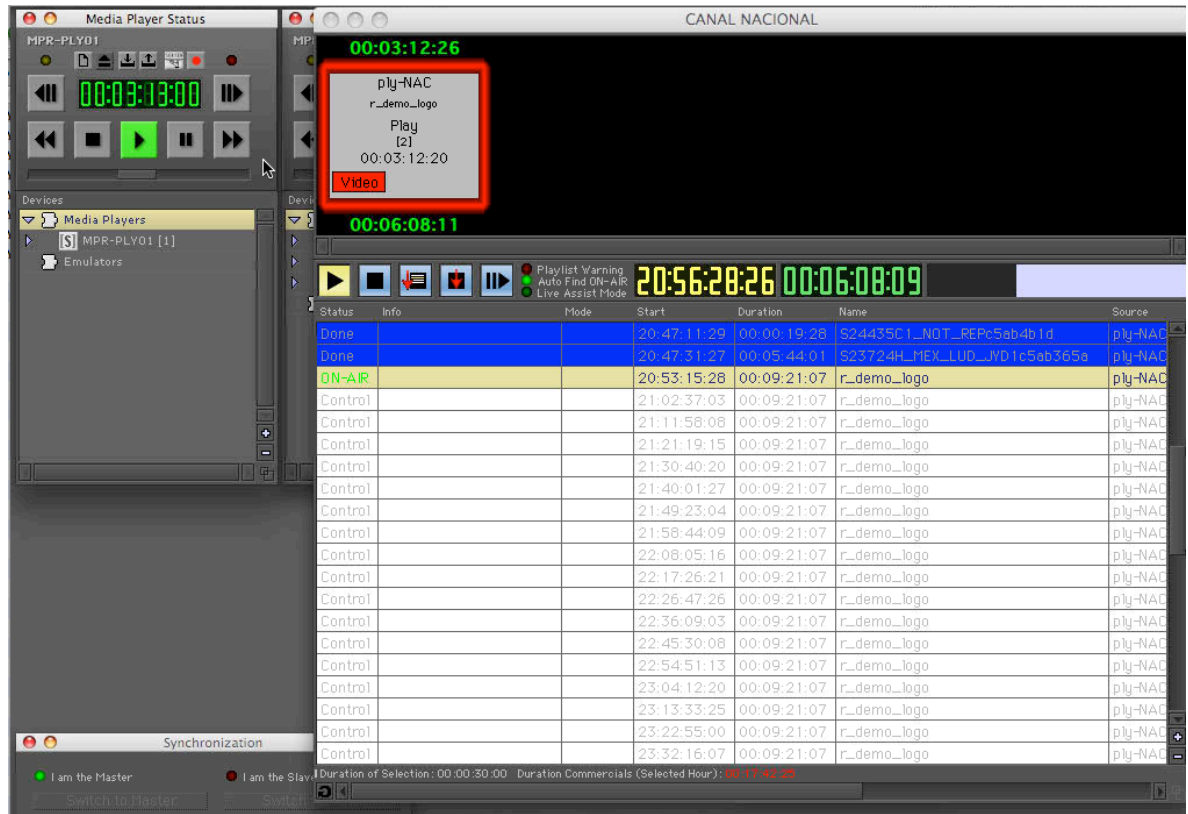 Media Player Status
MPR-PLY01
00:03:13:00
Devices
Media Players
[S] MPR-PLY01 [1]
Emulators
Synchronization
I am the Master
I am the Slav
Switch to Master
CANAL NACIONAL
00:03:12:26
ply-NAC
r_demo_logo
Play
[2]
00:03:12:20
Video
00:06:08:11
Playlist Warning
Auto Find ON-AIR
Live Assist Mode
20:56:28:26 00:06:08:09
Status Info Mode Start Duration Name Source
Done 20:47:11:29 00:00:19:28 S24435C1_NOT_REPc5ab4b1d ply-NAC
Done 20:47:31:27 00:05:44:01 S23724H_MEX_LUD_JYD1c5ab365a ply-NAC
ON-AIR 20:53:15:28 00:09:21:07 r_demo_logo ply-NAC
Control 21:02:37:03 00:09:21:07 r_demo_logo ply-NAC
Control 21:11:58:08 00:09:21:07 r_demo_logo ply-NAC
Control 21:21:19:15 00:09:21:07 r_demo_logo ply-NAC
Control 21:30:40:20 00:09:21:07 r_demo_logo ply-NAC
Control 21:40:01:27 00:09:21:07 r_demo_logo ply-NAC
Control 21:49:23:04 00:09:21:07 r_demo_logo ply-NAC
Control 21:58:44:09 00:09:21:07 r_demo_logo ply-NAC
Control 22:08:05:16 00:09:21:07 r_demo_logo ply-NAC
Control 22:17:26:21 00:09:21:07 r_demo_logo ply-NAC
Control 22:26:47:26 00:09:21:07 r_demo_logo ply-NAC
Control 22:36:09:03 00:09:21:07 r_demo_logo ply-NAC
Control 22:45:30:08 00:09:21:07 r_demo_logo ply-NAC
Control 22:54:51:13 00:09:21:07 r_demo_logo ply-NAC
Control 23:04:12:20 00:09:21:07 r_demo_logo ply-NAC
Control 23:13:33:25 00:09:21:07 r_demo_logo ply-NAC
Control 23:22:55:00 00:09:21:07 r_demo_logo ply-NAC
Control 23:32:16:07 00:09:21:07 r_demo_logo ply-NAC
Duration of Selection: 00:00:30:00 Duration Commercials (Selected Hour): 00:17:42:25